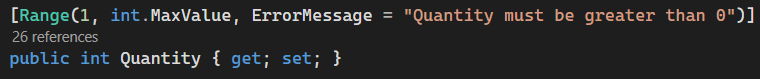 [Range(1, int.MaxValue, ErrorMessage = "Quantity must be greater than 0")]
26 references
public int Quantity { get; set; }